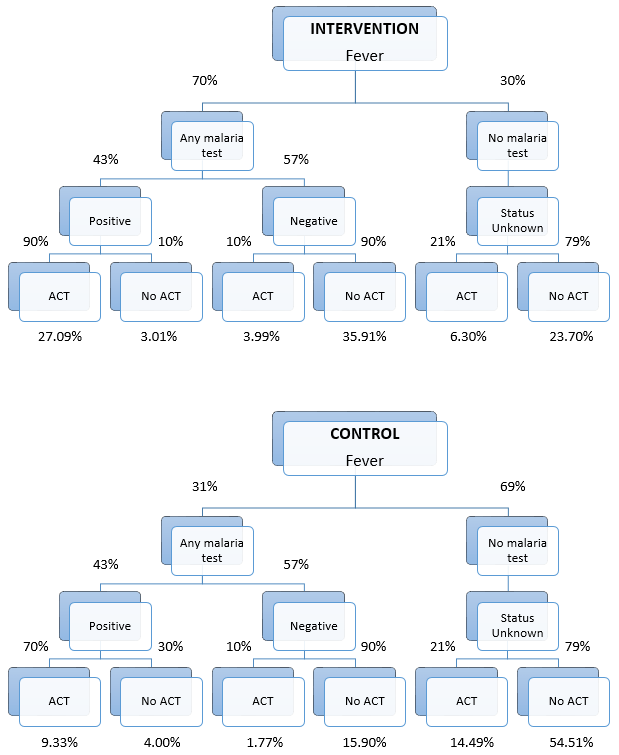 INTERVENTION
Fever
70%
30%
Any malaria
test
No malaria
test
43%
57%
Positive
Negative
Status
Unknown
90%
10%
10%
90%
21%
79%
ACT
No ACT
ACT
No ACT
ACT
No ACT
27.09%
3.01%
3.99%
35.91%
6.30%
23.70%
CONTROL
Fever
31%
69%
Any malaria
test
No malaria
test
43%
57%
Positive
Negative
Status
Unknown
70%
30%
10%
90%
21%
79%
ACT
No ACT
ACT
No ACT
ACT
No ACT
9.33%
4.00%
1.77%
15.90%
14.49%
54.51%